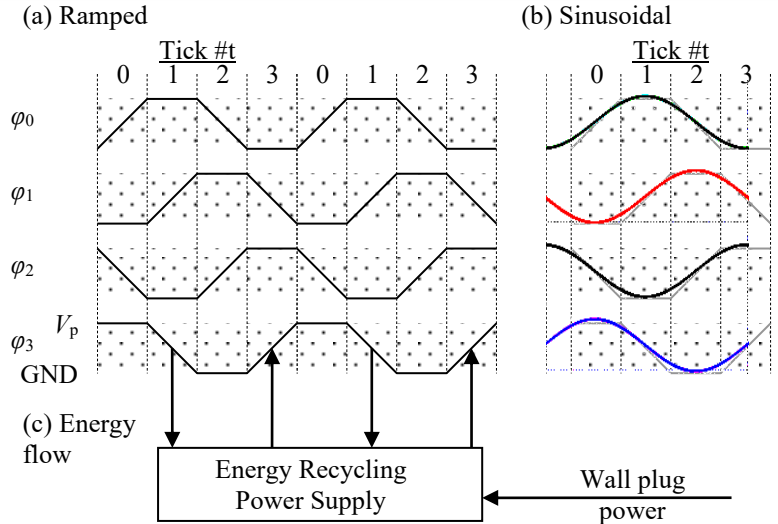 (a) Ramped
(b) Sinusoidal
Tick #t
Tick #t
0 1 2 3 0 1 2 3
0 1 2 3
φ0
φ1
φ2
Vp
φ3
GND
(c) Energy
flow
Energy Recycling
Power Supply
Wall plug
power